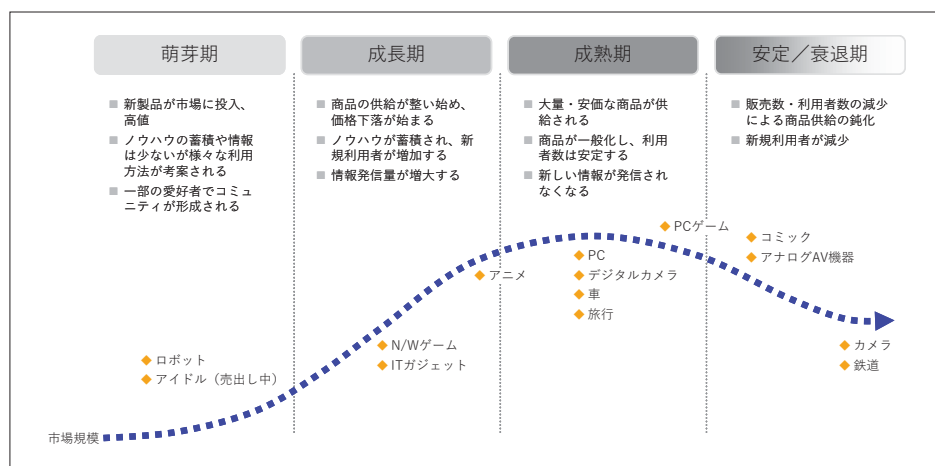 萌芽期
成長期
成熟期
安定／衰退期
■ 新製品が市場に投入、
高値
■ ノウハウの蓄積や情報
は少ないが様々な利用
方法が考案される
■ 一部の愛好者でコミュ
ニティが形成される
■ 商品の供給が整い始め、
価格下落が始まる
■ ノウハウが蓄積され、新
規利用者が増加する
■ 情報発信量が増大する
■ 大量・安価な商品が供
給される
■ 商品が一般化し、利用
者数は安定する
■ 新しい情報が発信され
なくなる
■ 販売数・利用者数の減少
による商品供給の鈍化
■ 新規利用者が減少
◆ ロボット
◆ アイドル（売出し中）
◆ N/Wゲーム
◆ ITガジェット
◆ アニメ
◆ PC
◆ デジタルカメラ
◆ 車
◆ 旅行
◆ PCゲーム
◆ コミック
◆ アナログAV機器
◆ カメラ
◆ 鉄道
市場規模